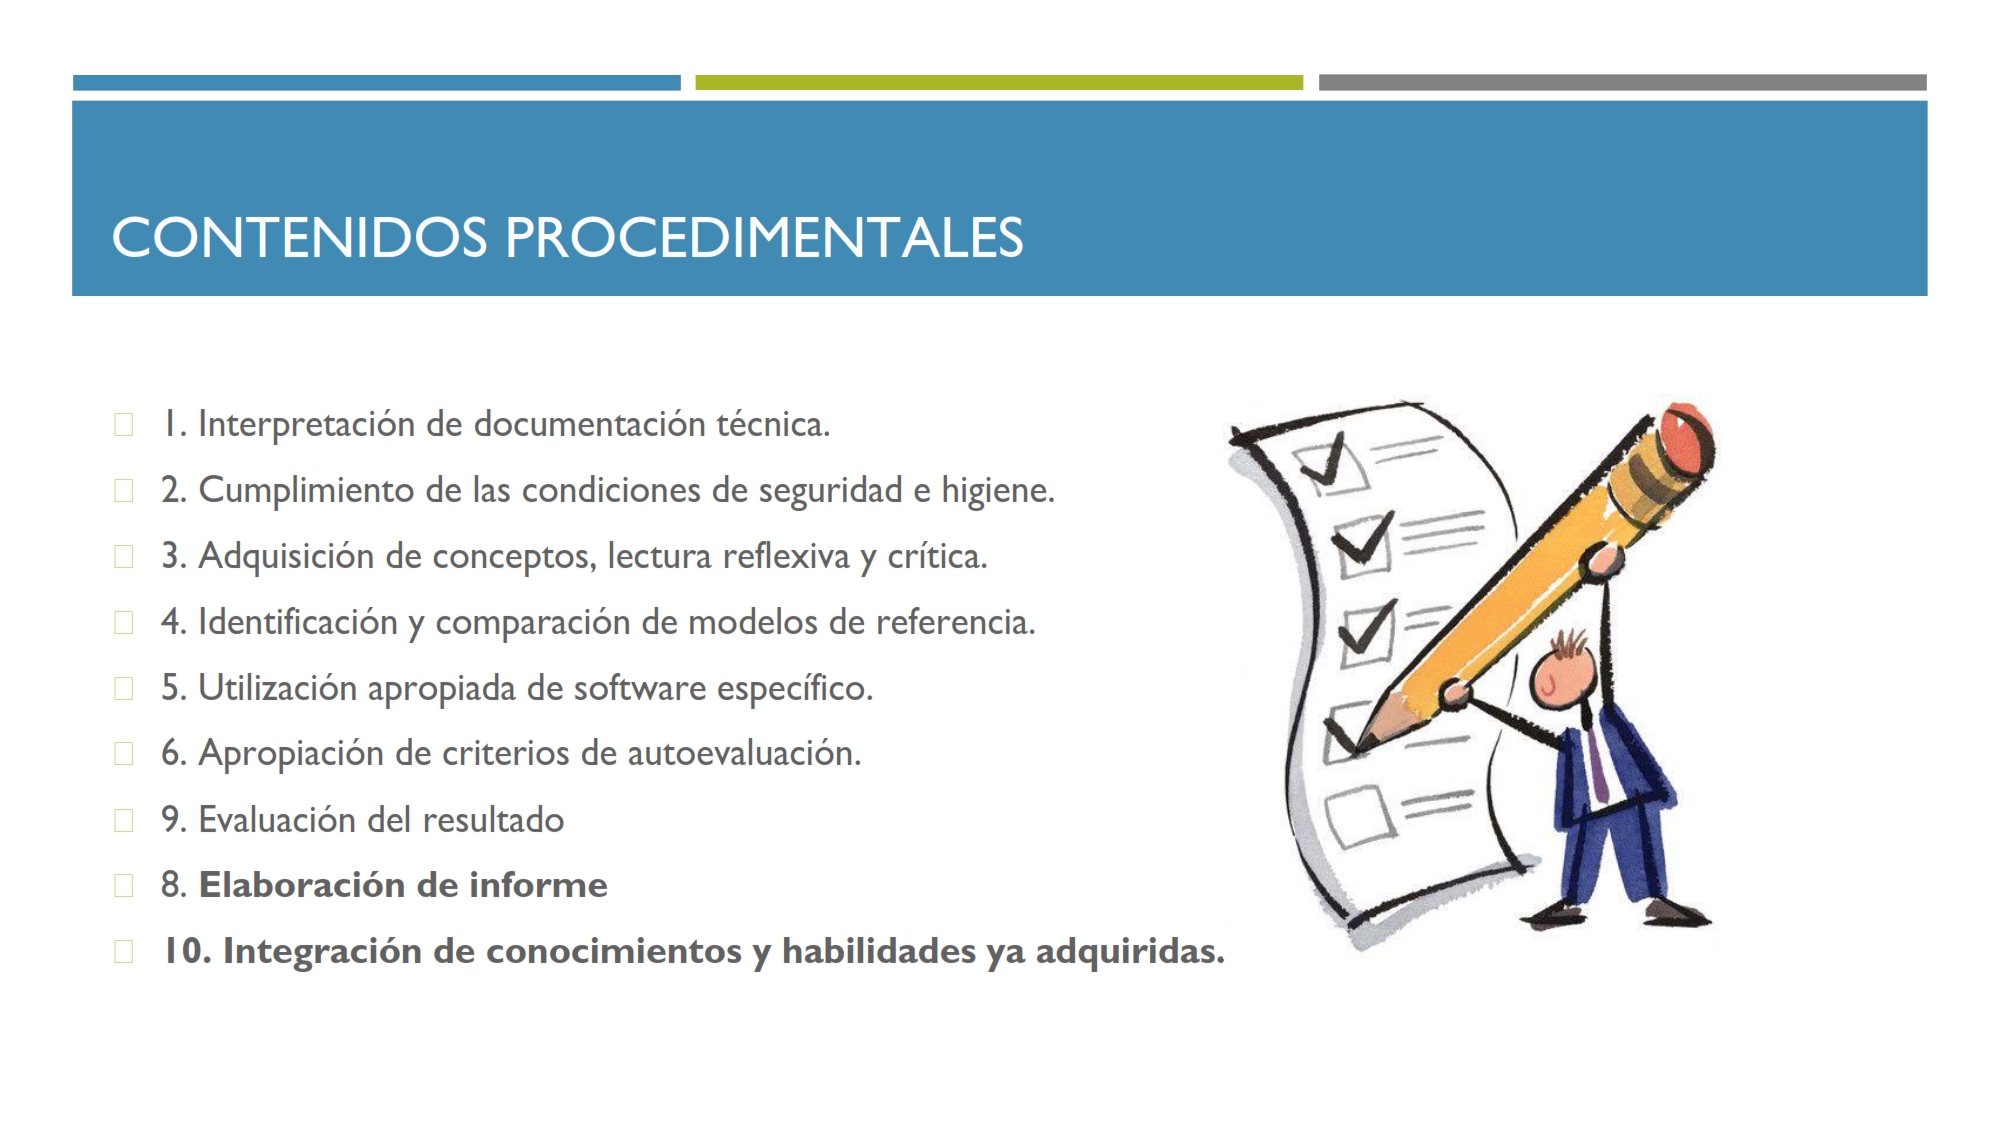 CONTENIDOS PROCEDIMENTALES
1. Interpretación de documentación técnica.
2. Cumplimiento de las condiciones de seguridad e higiene.
3. Adquisición de conceptos, lectura reflexiva y crítica.
4. Identificación y comparación de modelos de referencia.
5. Utilización apropiada de software específico.
6. Apropiación de criterios de autoevaluación.
9. Evaluación del resultado
8. Elaboración de informe
10. Integración de conocimientos y habilidades ya adquiridas.